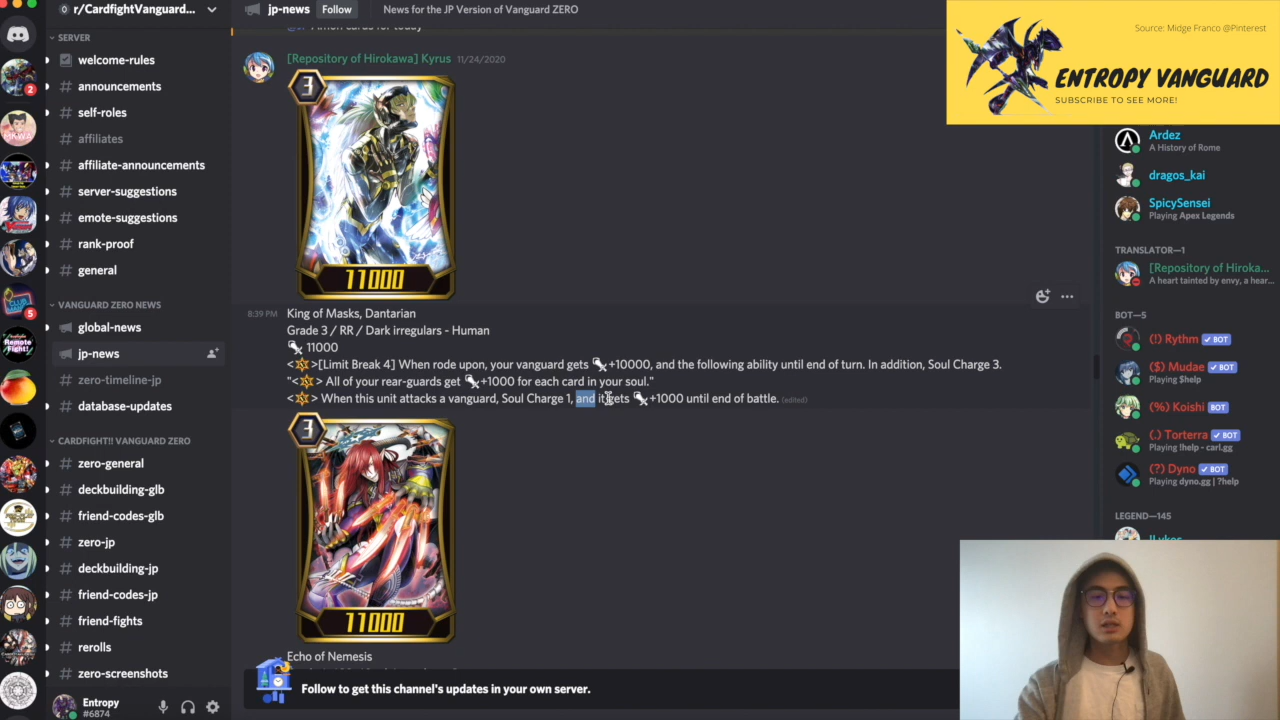 r/CardfightVanguard...
SERVER
welcome-rules
announcements
self-roles
affiliates
affiliate-announcements
server-suggestions
emote-suggestions
rank-proof
general
VANGUARD ZERO NEWS
global-news
jp-news
zero-timeline-jp
database-updates
CARDFIGHT!! VANGUARD ZERO
zero-general
deckbuilding-glb
friend-codes-glb
zero-jp
deckbuilding-jp
friend-codes-jp
friend-fights
rerolls
zero-screenshots
Entropy
#6874
2
5
jp-news Follow News for the JP Version of Vanguard ZERO
cards for today
[Repository of Hirokawa] Kyrus 11/24/2020
3
11000
8:39 PM King of Masks, Dantarian
Grade 3 / RR / Dark irregulars - Human
11000
<>[Limit Break 4] When rode upon, your vanguard gets +10000, and the following ability until end of turn. In addition, Soul Charge 3.
"<> All of your rear-guards get +1000 for each card in your soul."
<> When this unit attacks a vanguard, Soul Charge 1, and it gets +1000 until end of battle. (edited)
3
11000
Echo of Nemesis
Follow to get this channel's updates in your own server.
Source: Midge Franco @Pinterest
ENTROPY VANGUARD
SUBSCRIBE TO SEE MORE!
Ardez
A History of Rome
dragos_kai
SpicySensei
Playing Apex Legends
TRANSLATOR—1
[Repository of Hiroka...
A heart tainted by envy, a hear...
BOT—5
(!) Rythm BOT
($) Mudae BOT
Playing $help
(%) Koishi BOT
(.) Torterra BOT
Playing !help - carl.gg
(?) Dyno BOT
Playing dyno.gg | ?help
LEGEND—145